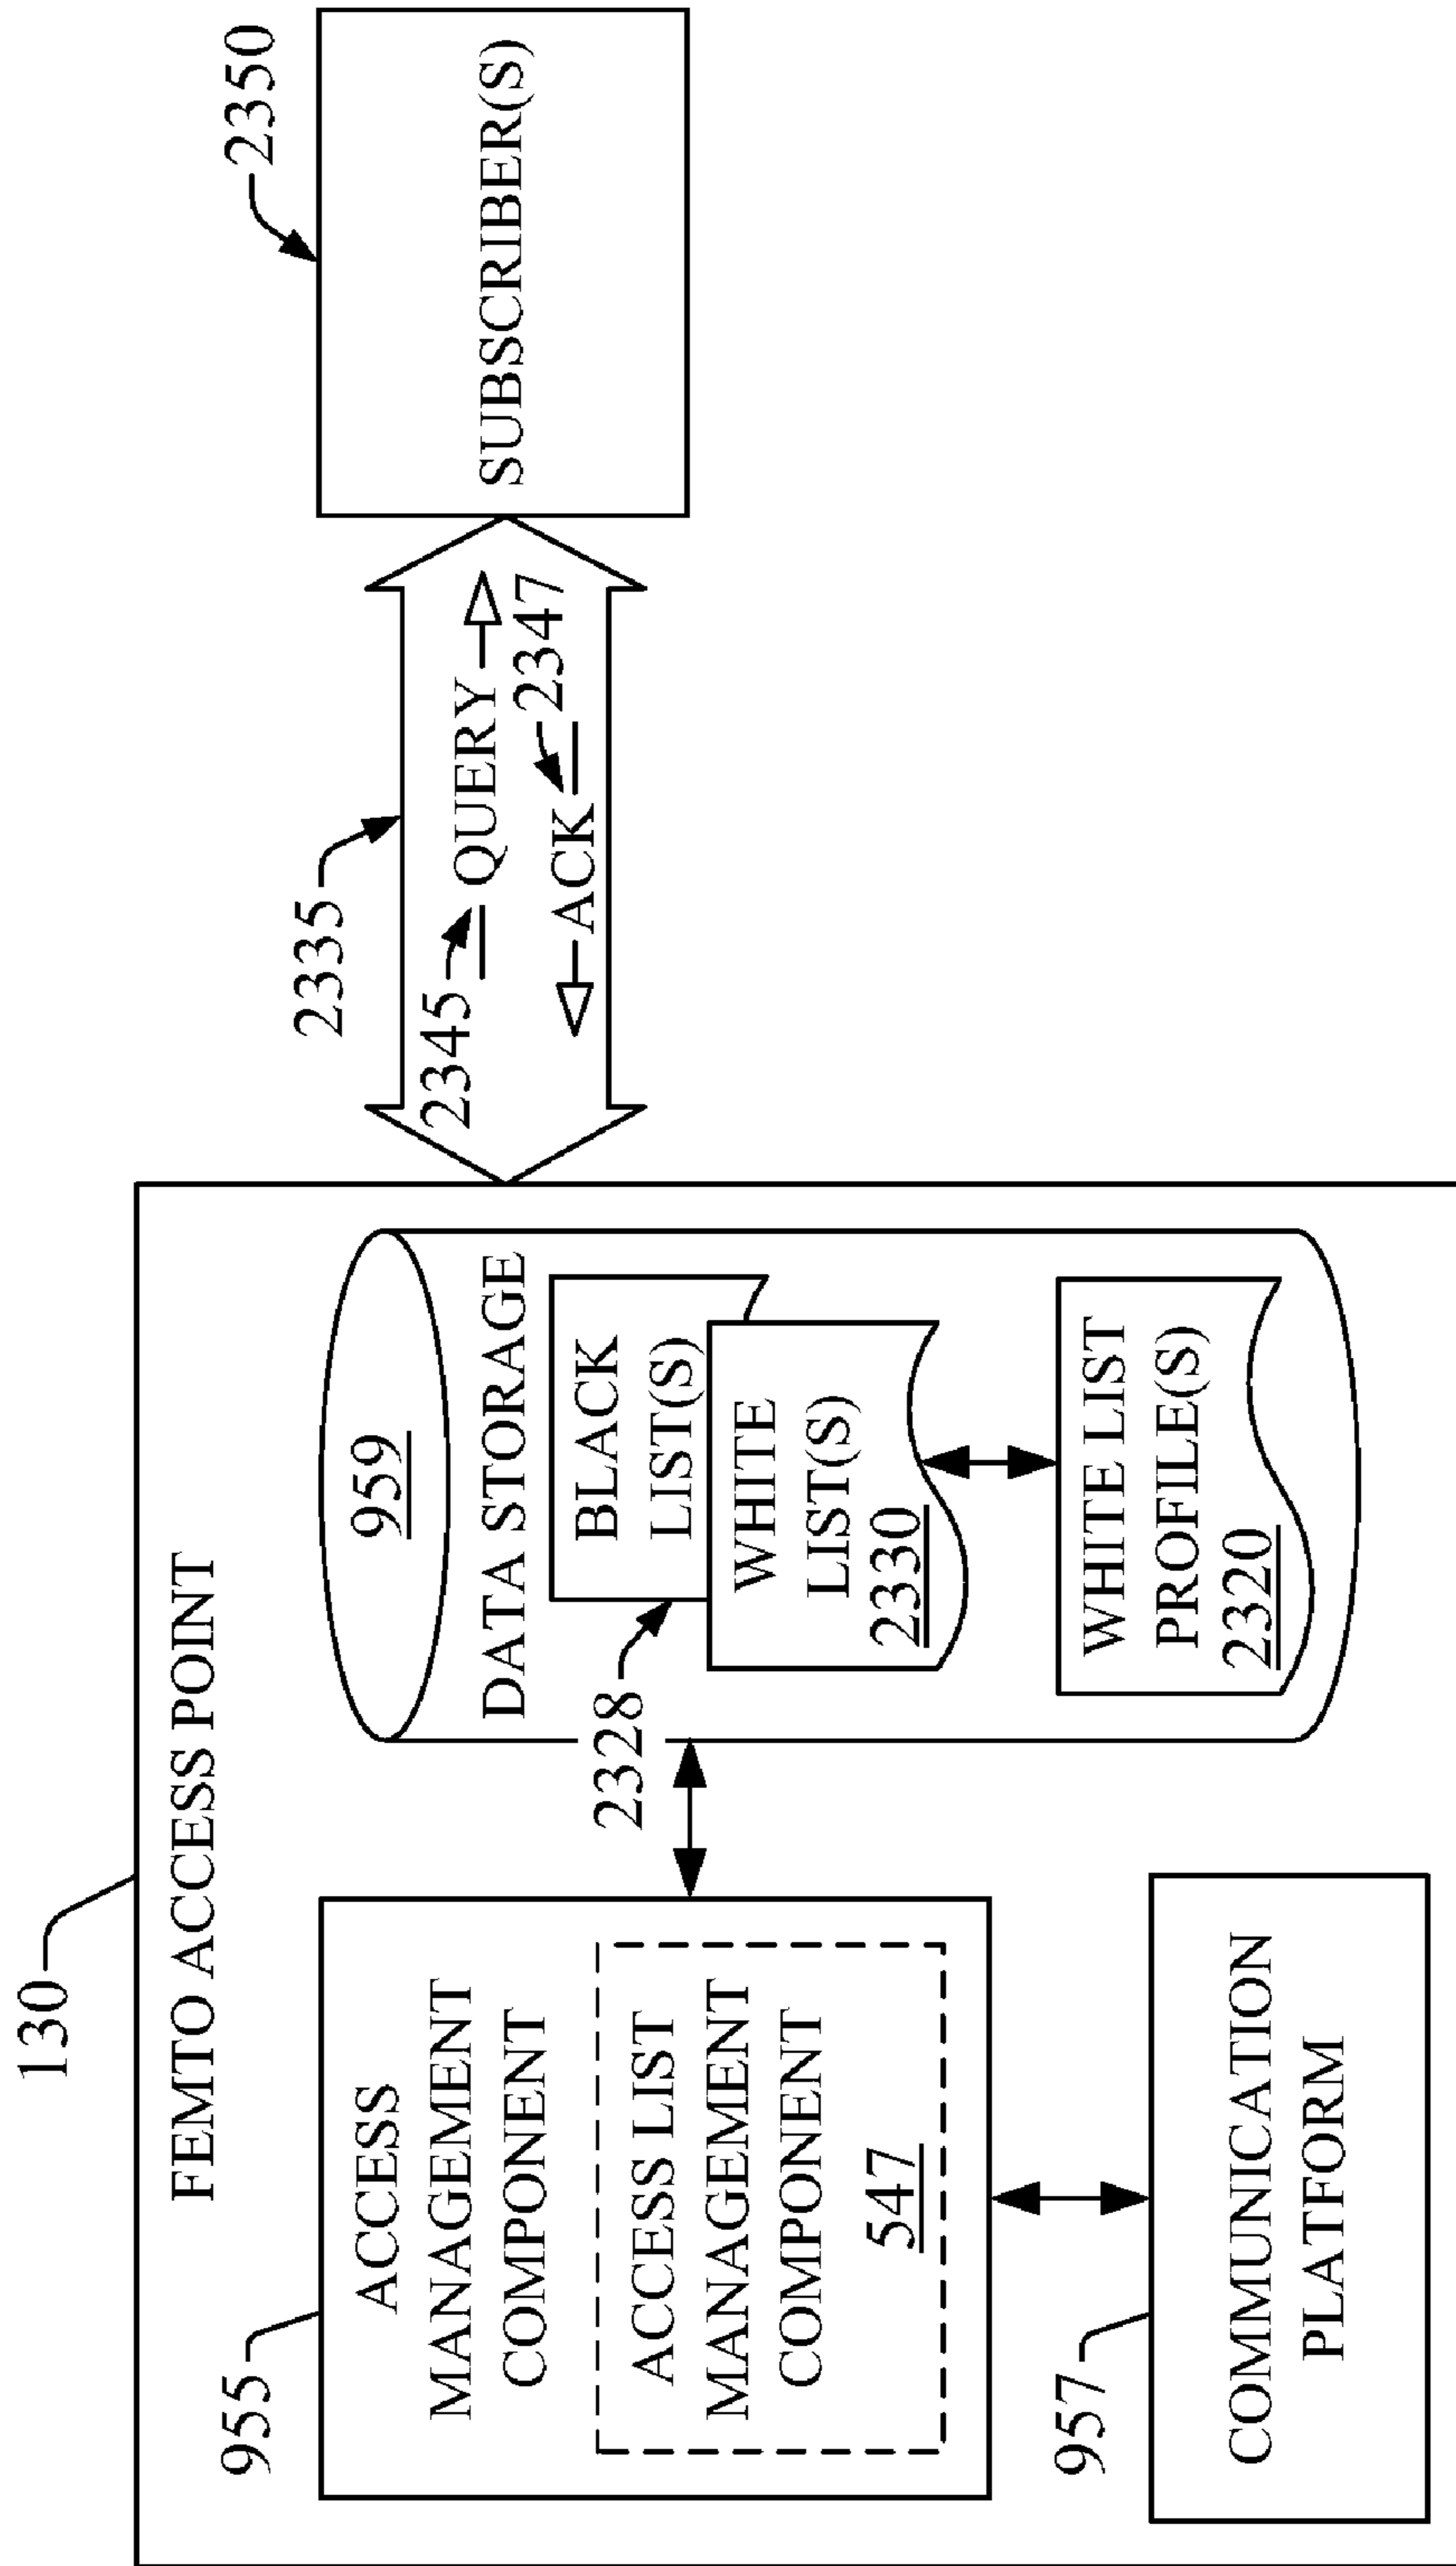 130
FEMTO ACCESS POINT
955
ACCESS
MANAGEMENT
COMPONENT
ACCESS LIST
MANAGEMENT
COMPONENT
547
957
COMMUNICATION
PLATFORM
959
DATA STORAGE
2328
BLACK
LIST(S)
WHITE
LIST(S)
2330
WHITE LIST
PROFILE(S)
2320
2335
2345
QUERY
ACK
2347
2350
SUBSCRIBER(S)